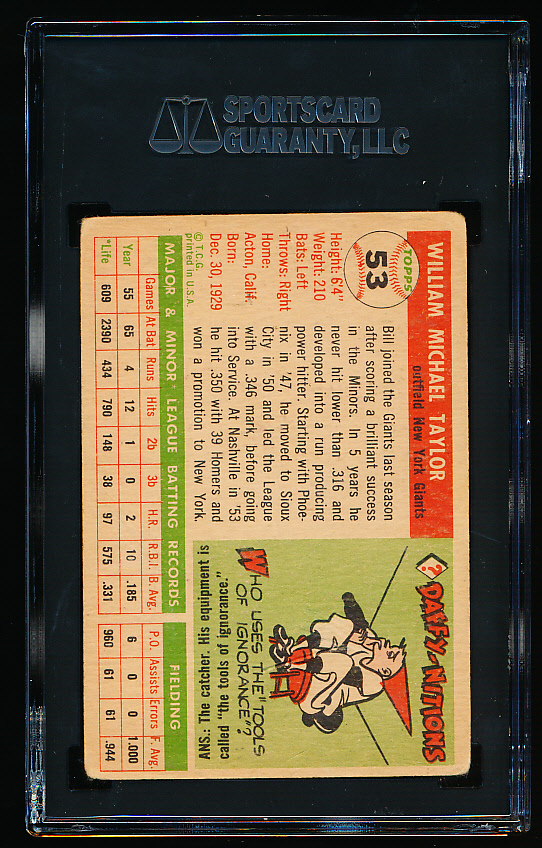 SPORTSCARD
GUARANTY, LLC
TOPPS
53
WILLIAM MICHAEL TAYLOR
outfield New York Giants
Height: 6'4"
Weight: 210
Bats: Left
Throws: Right
Home:
Acton, Calif.
Born:
Dec. 30, 1929
© T.C.G.
printed in U.S.A.
Bill joined the Giants last season
after scoring a brilliant success
in the Minors. In 5 years he
never hit lower than .316 and
developed into a run producing
power hitter. Starting with Phoe-
nix in '47, he moved to Sioux
City in '50 and led the League
with a .346 mark, before going
into Service. At Nashville in '53
he hit .350 with 39 Homers and
won a promotion to New York.
? DAFFY-NITIONS
WHO USES THE "TOOLS
OF IGNORANCE"?
ANS.: The catcher. His equipment is
called "the tools of ignorance."
MAJOR & MINOR LEAGUE BATTING RECORDS FIELDING
Games At Bat Runs Hits 2b 3b H.R. R.B.I. B. Avg. P.O. Assists Errors F. Avg.
Year 55 65 4 12 1 0 2 10 .185 6 0 0 1.000
*Life 609 2390 434 790 148 38 97 575 .331 960 61 61 .944